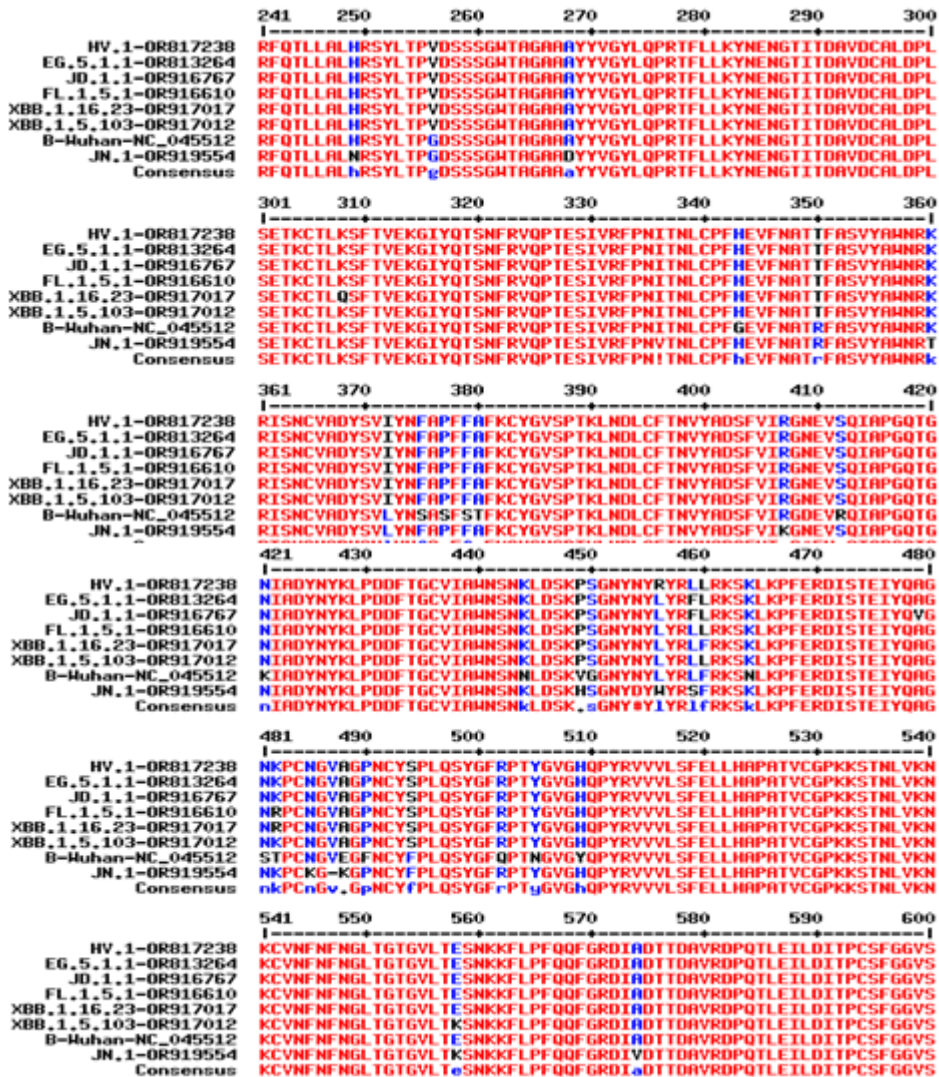 241 250 260 270 280 290 300
HV.1-OR817238 RFQTLLALHRSYLTPVDSSSGWTAGAAAYYVGYLQPRTFLLKYNENGTITDAVDCALDPL
EG.5.1.1-OR813264 RFQTLLALHRSYLTPVDSSSGWTAGAAAYYVGYLQPRTFLLKYNENGTITDAVDCALDPL
JD.1.1-OR916767 RFQTLLALHRSYLTPVDSSSGWTAGAAAYYVGYLQPRTFLLKYNENGTITDAVDCALDPL
FL.1.5.1-OR916610 RFQTLLALHRSYLTPVDSSSGWTAGAAAYYVGYLQPRTFLLKYNENGTITDAVDCALDPL
XBB.1.16.23-OR917017 RFQTLLALHRSYLTPVDSSSGWTAGAAAYYVGYLQPRTFLLKYNENGTITDAVDCALDPL
XBB.1.5.103-OR917012 RFQTLLALHRSYLTPVDSSSGWTAGAAAYYVGYLQPRTFLLKYNENGTITDAVDCALDPL
B-Wuhan-NC_045512 RFQTLLALHRSYLTPGDSSSGWTAGAAAYYVGYLQPRTFLLKYNENGTITDAVDCALDPL
JN.1-OR919554 RFQTLLALNRSYLTPGDSSSGWTAGAADYYVGYLQPRTFLLKYNENGTITDAVDCALDPL
Consensus RFQTLLALhRSYLTPgDSSSGWTAGAAaYYVGYLQPRTFLLKYNENGTITDAVDCALDPL
301 310 320 330 340 350 360
HV.1-OR817238 SETKCTLKSFTVEKGIYQTSNFRVQPTESIVRFPNITNLCPFHEVFNATTFASVYAWNRK
EG.5.1.1-OR813264 SETKCTLKSFTVEKGIYQTSNFRVQPTESIVRFPNITNLCPFHEVFNATTFASVYAWNRK
JD.1.1-OR916767 SETKCTLKSFTVEKGIYQTSNFRVQPTESIVRFPNITNLCPFHEVFNATTFASVYAWNRK
FL.1.5.1-OR916610 SETKCTLKSFTVEKGIYQTSNFRVQPTESIVRFPNITNLCPFHEVFNATTFASVYAWNRK
XBB.1.16.23-OR917017 SETKCTLQSFTVEKGIYQTSNFRVQPTESIVRFPNITNLCPFHEVFNATTFASVYAWNRK
XBB.1.5.103-OR917012 SETKCTLKSFTVEKGIYQTSNFRVQPTESIVRFPNITNLCPFHEVFNATTFASVYAWNRK
B-Wuhan-NC_045512 SETKCTLKSFTVEKGIYQTSNFRVQPTESIVRFPNITNLCPFGEVFNATRFASVYAWNRK
JN.1-OR919554 SETKCTLKSFTVEKGIYQTSNFRVQPTESIVRFPNVTNLCPFHEVFNATRFASVYAWNRT
Consensus SETKCTLKSFTVEKGIYQTSNFRVQPTESIVRFPN!TNLCPFhEVFNATrFASVYAWNRk
361 370 380 390 400 410 420
HV.1-OR817238 RISNCVADYSVIYNFAPFFAFKCYGVSPTKLNDLCFTNVYADSFVIRGNEVSQIAPGQTG
EG.5.1.1-OR813264 RISNCVADYSVIYNFAPFFAFKCYGVSPTKLNDLCFTNVYADSFVIRGNEVSQIAPGQTG
JD.1.1-OR916767 RISNCVADYSVIYNFAPFFAFKCYGVSPTKLNDLCFTNVYADSFVIRGNEVSQIAPGQTG
FL.1.5.1-OR916610 RISNCVADYSVIYNFAPFFAFKCYGVSPTKLNDLCFTNVYADSFVIRGNEVSQIAPGQTG
XBB.1.16.23-OR917017 RISNCVADYSVIYNFAPFFAFKCYGVSPTKLNDLCFTNVYADSFVIRGNEVSQIAPGQTG
XBB.1.5.103-OR917012 RISNCVADYSVIYNFAPFFAFKCYGVSPTKLNDLCFTNVYADSFVIRGNEVSQIAPGQTG
B-Wuhan-NC_045512 RISNCVADYSVLYNSASFSTFKCYGVSPTKLNDLCFTNVYADSFVIRGDEVRQIAPGQTG
JN.1-OR919554 RISNCVADYSVLYNFAPFFAFKCYGVSPTKLNDLCFTNVYADSFVIKGNEVSQIAPGQTG
421 430 440 450 460 470 480
HV.1-OR817238 NIADYNYKLPDDFTGCVIAWNSNKLDSKPSGNYNYRYRLLRKSKLKPFERDISTEIYQAG
EG.5.1.1-OR813264 NIADYNYKLPDDFTGCVIAWNSNKLDSKPSGNYNYLYRFLRKSKLKPFERDISTEIYQAG
JD.1.1-OR916767 NIADYNYKLPDDFTGCVIAWNSNKLDSKPSGNYNYLYRFLRKSKLKPFERDISTEIYQVG
FL.1.5.1-OR916610 NIADYNYKLPDDFTGCVIAWNSNKLDSKPSGNYNYLYRLLRKSKLKPFERDISTEIYQAG
XBB.1.16.23-OR917017 NIADYNYKLPDDFTGCVIAWNSNKLDSKPSGNYNYLYRLFRKSKLKPFERDISTEIYQAG
XBB.1.5.103-OR917012 NIADYNYKLPDDFTGCVIAWNSNKLDSKPSGNYNYLYRLLRKSKLKPFERDISTEIYQAG
B-Wuhan-NC_045512 KIADYNYKLPDDFTGCVIAWNSNNLDSKVGGNYNYLYRLFRKSNLKPFERDISTEIYQAG
JN.1-OR919554 NIADYNYKLPDDFTGCVIAWNSNKLDSKHSGNYDYWYRSFRKSKLKPFERDISTEIYQAG
Consensus nIADYNYKLPDDFTGCVIAWNSNkLDSK.sGNY#YlYRlfRKSkLKPFERDISTEIYQAG
481 490 500 510 520 530 540
HV.1-OR817238 NKPCNGVAGPNCYSPLQSYGFRPTYGVGHQPYRVVVLSFELLHAPATVCGPKKSTNLVKN
EG.5.1.1-OR813264 NKPCNGVAGPNCYSPLQSYGFRPTYGVGHQPYRVVVLSFELLHAPATVCGPKKSTNLVKN
JD.1.1-OR916767 NKPCNGVAGPNCYSPLQSYGFRPTYGVGHQPYRVVVLSFELLHAPATVCGPKKSTNLVKN
FL.1.5.1-OR916610 NRPCNGVAGPNCYSPLQSYGFRPTYGVGHQPYRVVVLSFELLHAPATVCGPKKSTNLVKN
XBB.1.16.23-OR917017 NRPCNGVAGPNCYSPLQSYGFRPTYGVGHQPYRVVVLSFELLHAPATVCGPKKSTNLVKN
XBB.1.5.103-OR917012 NKPCNGVAGPNCYSPLQSYGFRPTYGVGHQPYRVVVLSFELLHAPATVCGPKKSTNLVKN
B-Wuhan-NC_045512 STPCNGVEGFNCYFPLQSYGFQPTNGVGYQPYRVVVLSFELLHAPATVCGPKKSTNLVKN
JN.1-OR919554 NKPCKG-KGPNCYFPLQSYGFRPTYGVGHQPYRVVVLSFELLHAPATVCGPKKSTNLVKN
Consensus nkPCnGv.GpNCYfPLQSYGFrPTyGVGhQPYRVVVLSFELLHAPATVCGPKKSTNLVKN
541 550 560 570 580 590 600
HV.1-OR817238 KCVNFNFNGLTGTGVLTESNKKFLPFQQFGRDIADTTDAVRDPQTLEILDITPCSFGGVS
EG.5.1.1-OR813264 KCVNFNFNGLTGTGVLTESNKKFLPFQQFGRDIADTTDAVRDPQTLEILDITPCSFGGVS
JD.1.1-OR916767 KCVNFNFNGLTGTGVLTESNKKFLPFQQFGRDIADTTDAVRDPQTLEILDITPCSFGGVS
FL.1.5.1-OR916610 KCVNFNFNGLTGTGVLTESNKKFLPFQQFGRDIADTTDAVRDPQTLEILDITPCSFGGVS
XBB.1.16.23-OR917017 KCVNFNFNGLTGTGVLTESNKKFLPFQQFGRDIADTTDAVRDPQTLEILDITPCSFGGVS
XBB.1.5.103-OR917012 KCVNFNFNGLTGTGVLTKSNKKFLPFQQFGRDIADTTDAVRDPQTLEILDITPCSFGGVS
B-Wuhan-NC_045512 KCVNFNFNGLTGTGVLTESNKKFLPFQQFGRDIADTTDAVRDPQTLEILDITPCSFGGVS
JN.1-OR919554 KCVNFNFNGLTGTGVLTKSNKKFLPFQQFGRDIVDTTDAVRDPQTLEILDITPCSFGGVS
Consensus KCVNFNFNGLTGTGVLTeSNKKFLPFQQFGRDIaDTTDAVRDPQTLEILDITPCSFGGVS